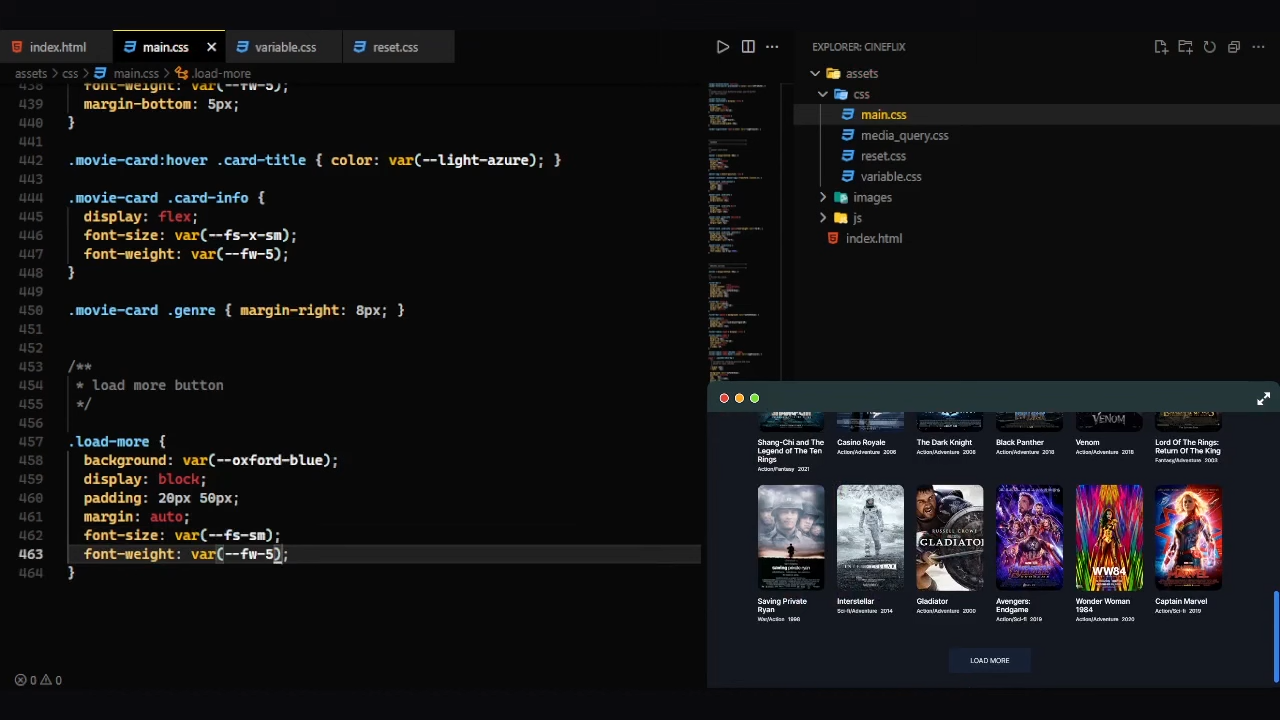 index.html
main.css
variable.css
reset.css
EXPLORER: CINEFLIX
assets > css > main.css > .load-more
438 font-weight: var(--fw-5);
439 margin-bottom: 5px;
440 }
441
442 .movie-card:hover .card-title { color: var(--light-azure); }
443
444 .movie-card .card-info {
445 display: flex;
446 font-size: var(--fs-x-sm);
447 font-weight: var(--fw-5);
448 }
449
450 .movie-card .genre { margin-right: 8px; }
451
452
453 /**
454 * load more button
455 */
456
457 .load-more {
458 background: var(--oxford-blue);
459 display: block;
460 padding: 20px 50px;
461 margin: auto;
462 font-size: var(--fs-sm);
463 font-weight: var(--fw-5);
464 }
0 0
assets
css
main.css
media_query.css
reset.css
variable.css
images
js
index.html
VENOM
Shang-Chi and The
Legend of The Ten
Rings
Action/Fantasy 2021
Casino Royale
Action/Adventure 2006
The Dark Knight
Action/Adventure 2008
Black Panther
Action/Adventure 2018
Venom
Action/Adventure 2018
Lord Of The Rings:
Return Of The King
Fantasy/Adventure 2003
saving private ryan
INTERSTELLAR
RUSSELL CROWE
GLADIATOR
WW84
Saving Private
Ryan
War/Action 1998
Interstellar
Sci-fi/Adventure 2014
Gladiator
Action/Adventure 2000
Avengers:
Endgame
Action/Sci-fi 2019
Wonder Woman
1984
Action/Adventure 2020
Captain Marvel
Action/Sci-fi 2019
LOAD MORE